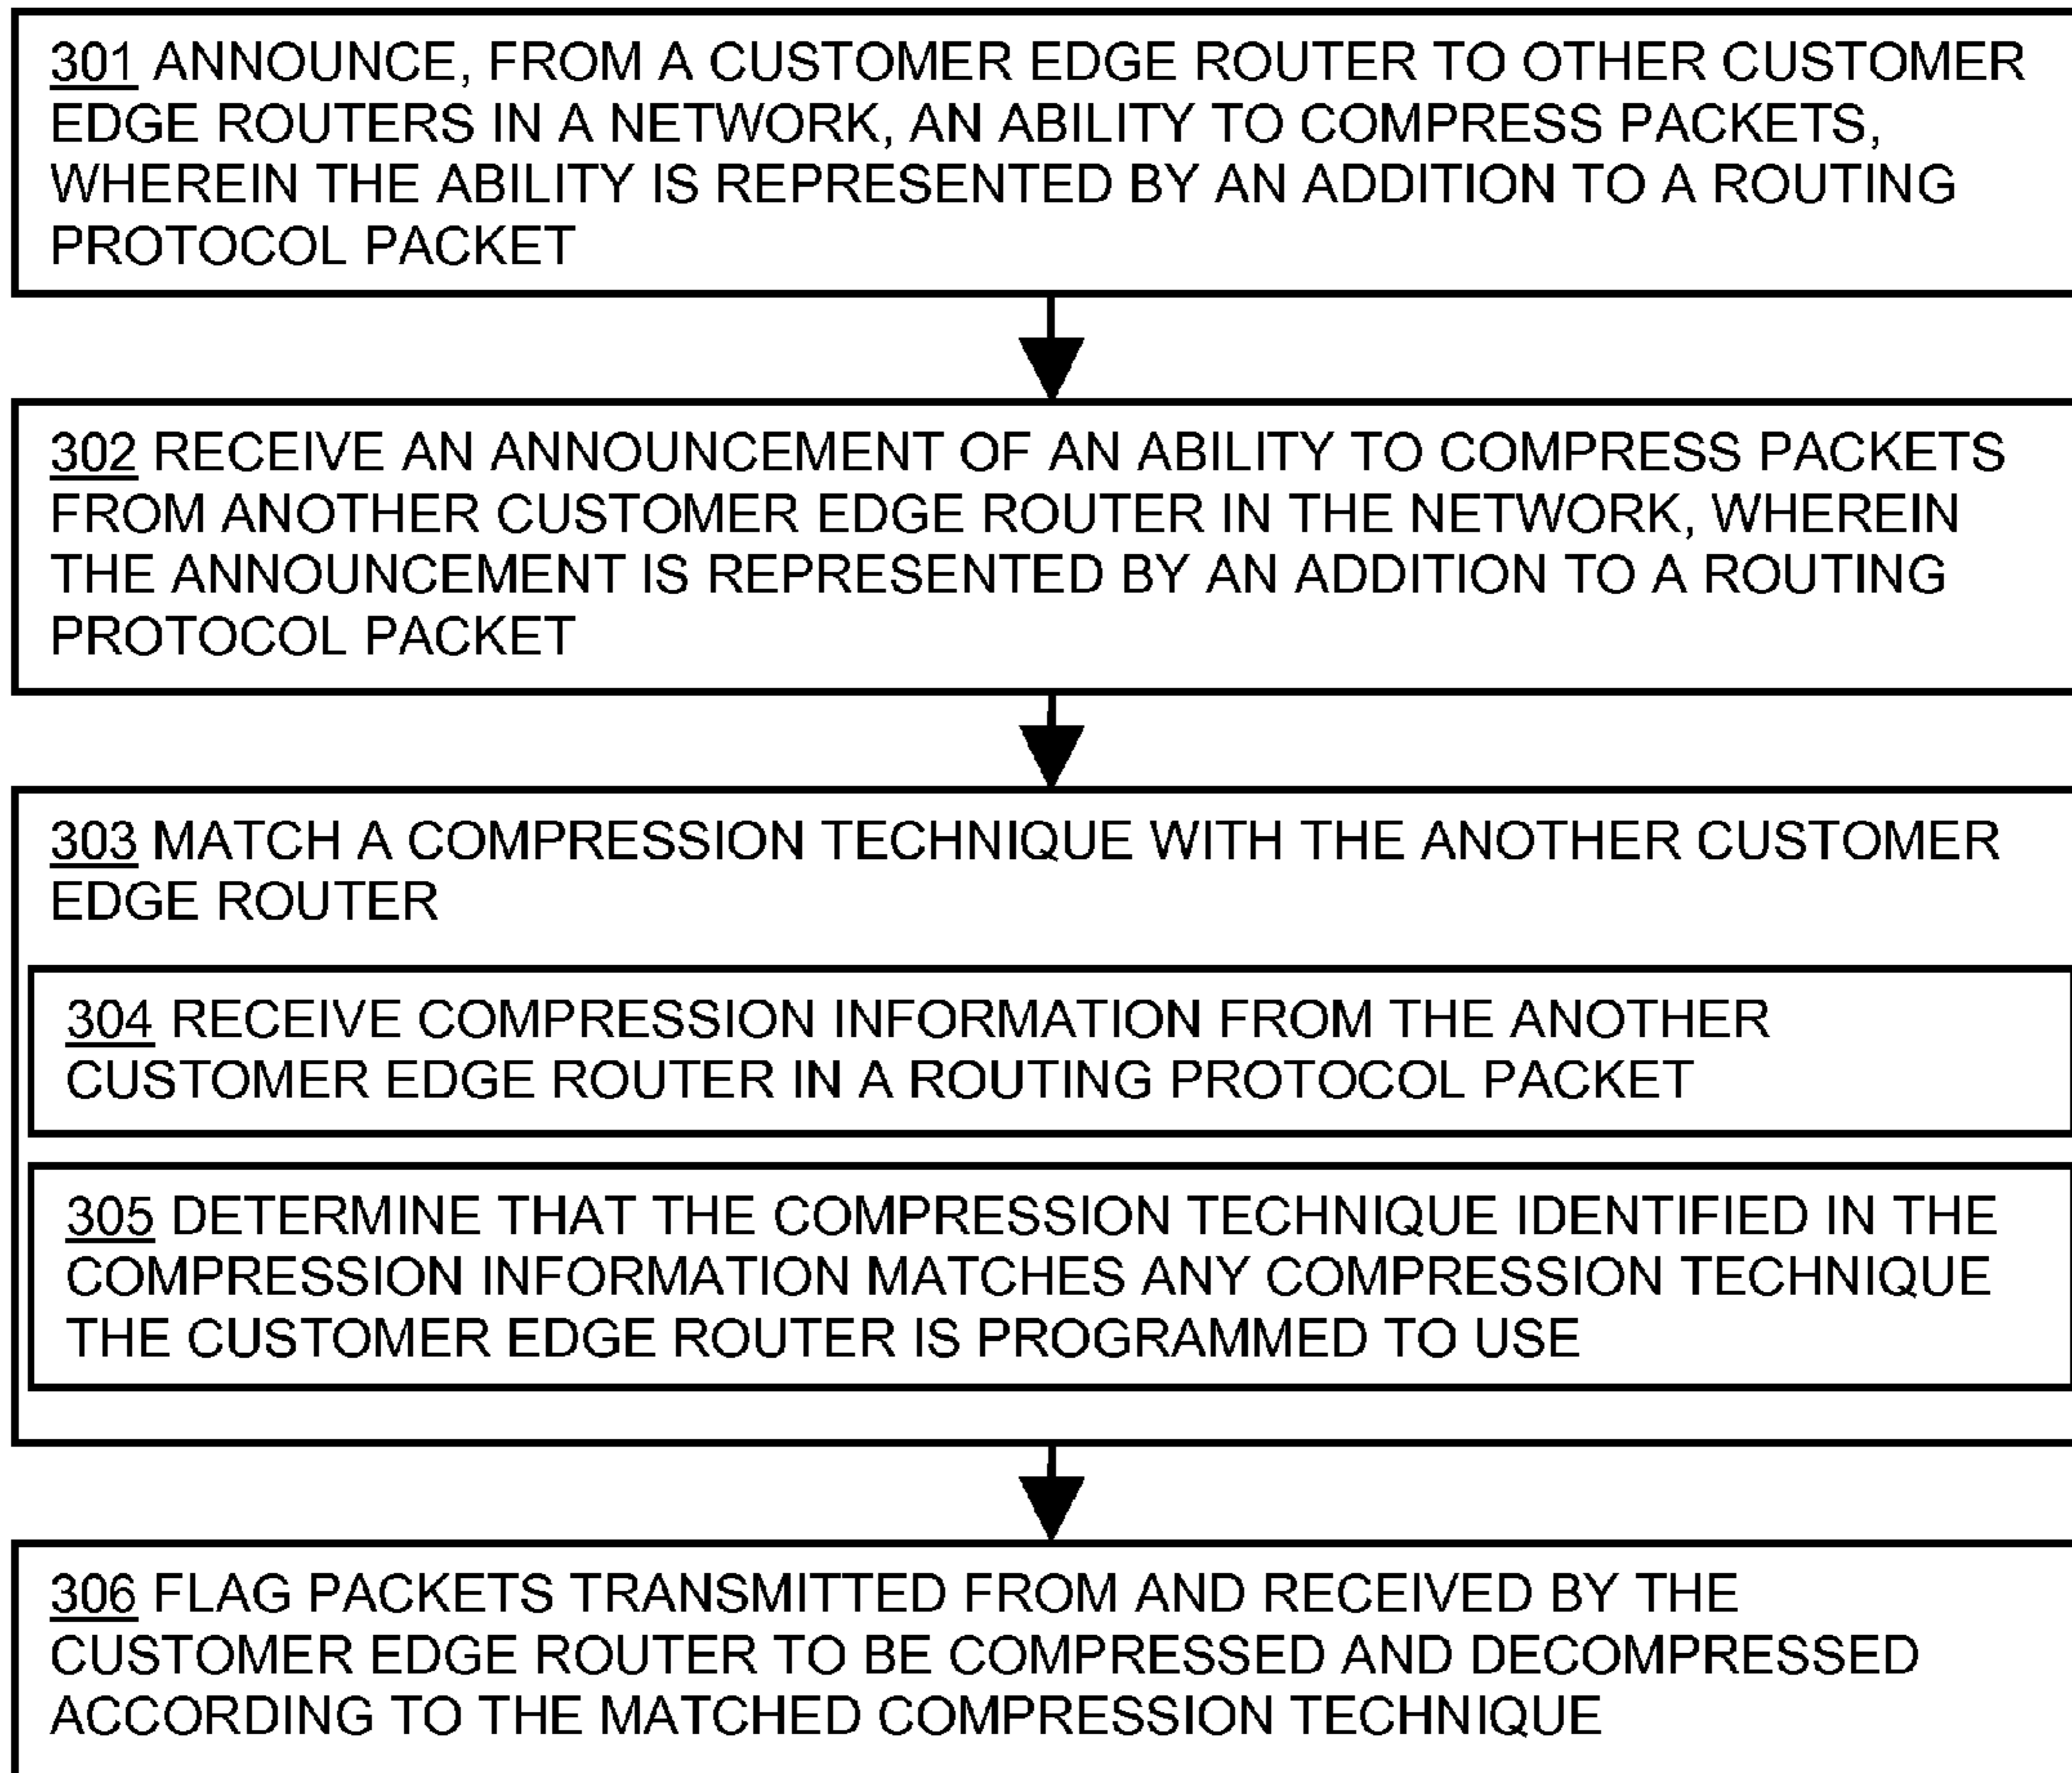 301 ANNOUNCE, FROM A CUSTOMER EDGE ROUTER TO OTHER CUSTOMER
EDGE ROUTERS IN A NETWORK, AN ABILITY TO COMPRESS PACKETS,
WHEREIN THE ABILITY IS REPRESENTED BY AN ADDITION TO A ROUTING
PROTOCOL PACKET
302 RECEIVE AN ANNOUNCEMENT OF AN ABILITY TO COMPRESS PACKETS
FROM ANOTHER CUSTOMER EDGE ROUTER IN THE NETWORK, WHEREIN
THE ANNOUNCEMENT IS REPRESENTED BY AN ADDITION TO A ROUTING
PROTOCOL PACKET
303 MATCH A COMPRESSION TECHNIQUE WITH THE ANOTHER CUSTOMER
EDGE ROUTER
304 RECEIVE COMPRESSION INFORMATION FROM THE ANOTHER
CUSTOMER EDGE ROUTER IN A ROUTING PROTOCOL PACKET
305 DETERMINE THAT THE COMPRESSION TECHNIQUE IDENTIFIED IN THE
COMPRESSION INFORMATION MATCHES ANY COMPRESSION TECHNIQUE
THE CUSTOMER EDGE ROUTER IS PROGRAMMED TO USE
306 FLAG PACKETS TRANSMITTED FROM AND RECEIVED BY THE
CUSTOMER EDGE ROUTER TO BE COMPRESSED AND DECOMPRESSED
ACCORDING TO THE MATCHED COMPRESSION TECHNIQUE